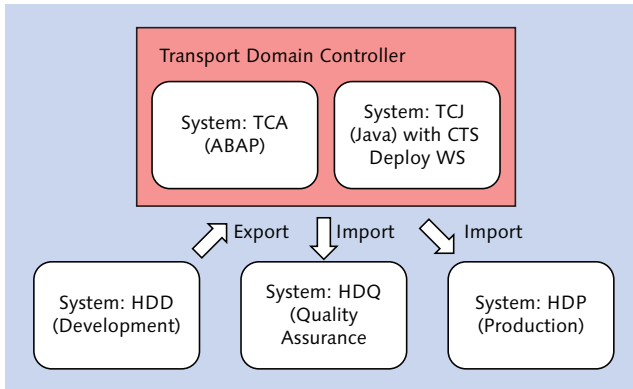 Transport Domain Controller
System: TCA
(ABAP)
System: TCJ
(Java) with CTS
Deploy WS
Export
Import
Import
System: HDD
(Development)
System: HDQ
(Quality
Assurance
System: HDP
(Production)